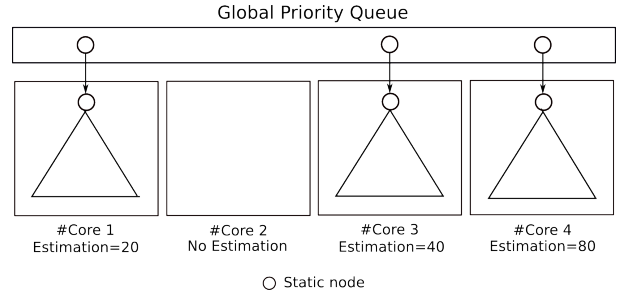 Global Priority Queue
#Core 1
Estimation=20
#Core 2
No Estimation
#Core 3
Estimation=40
#Core 4
Estimation=80
Static node